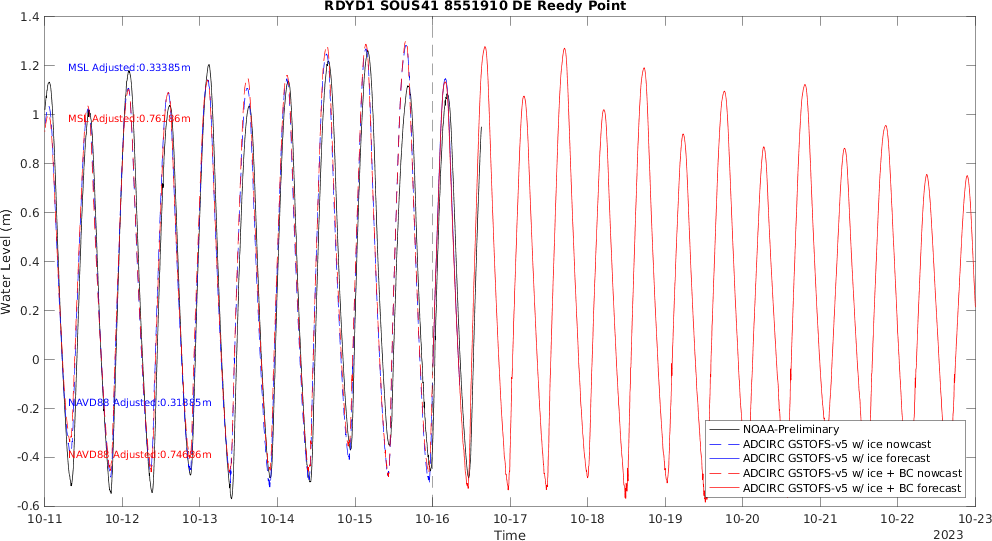 RDYD1 SOUS41 8551910 DE Reedy Point
Water Level (m)
1.4
1.2
1
0.8
0.6
0.4
0.2
0
-0.2
-0.4
-0.6
MSL Adjusted:0.33385m
MSL Adjusted:0.76186m
NAVD88 Adjusted:0.31885m
NAVD88 Adjusted:0.74686m
NOAA-Preliminary
ADCIRC GSTOFS-v5 w/ ice nowcast
ADCIRC GSTOFS-v5 w/ ice forecast
ADCIRC GSTOFS-v5 w/ ice + BC nowcast
ADCIRC GSTOFS-v5 w/ ice + BC forecast
10-11 10-12 10-13 10-14 10-15 10-16 10-17 10-18 10-19 10-20 10-21 10-22 10-23
Time
2023